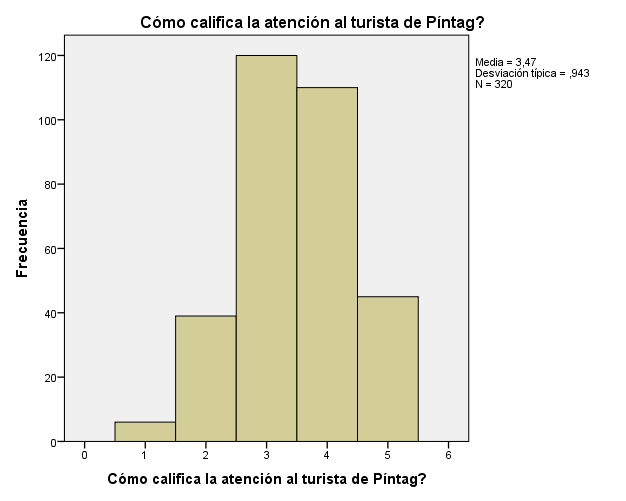 Cómo califica la atención al turista de Píntag?
Media = 3,47
Desviación típica = ,943
N = 320
Frecuencia
120
100
80
60
40
20
0
0 1 2 3 4 5 6
Cómo califica la atención al turista de Píntag?